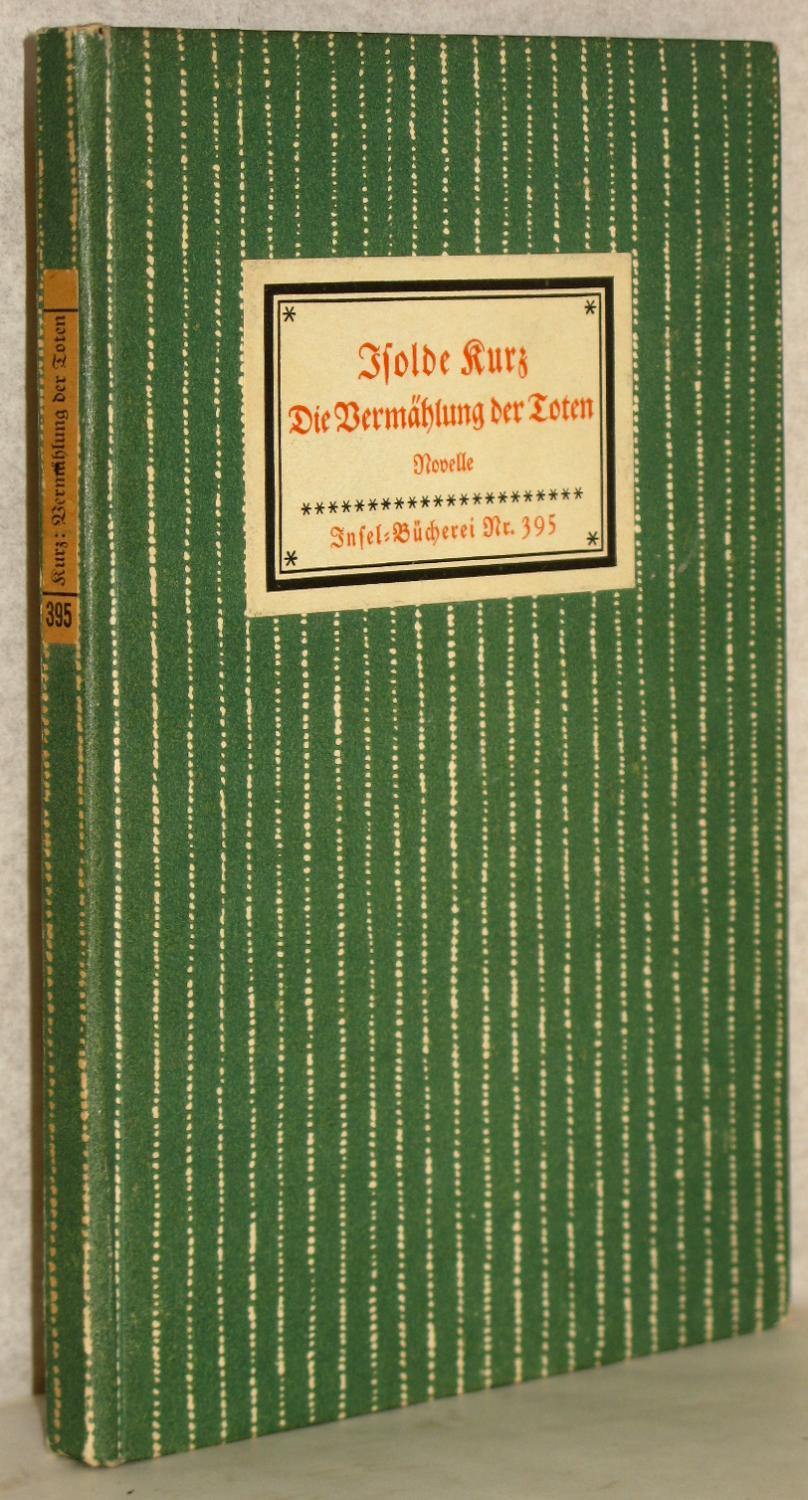 Iſolde Kurz
Die Vermählung der Toten
Novelle
**********************
Inſel-Bücherei Nr. 395
Kurz: Vermählung der Toten
395